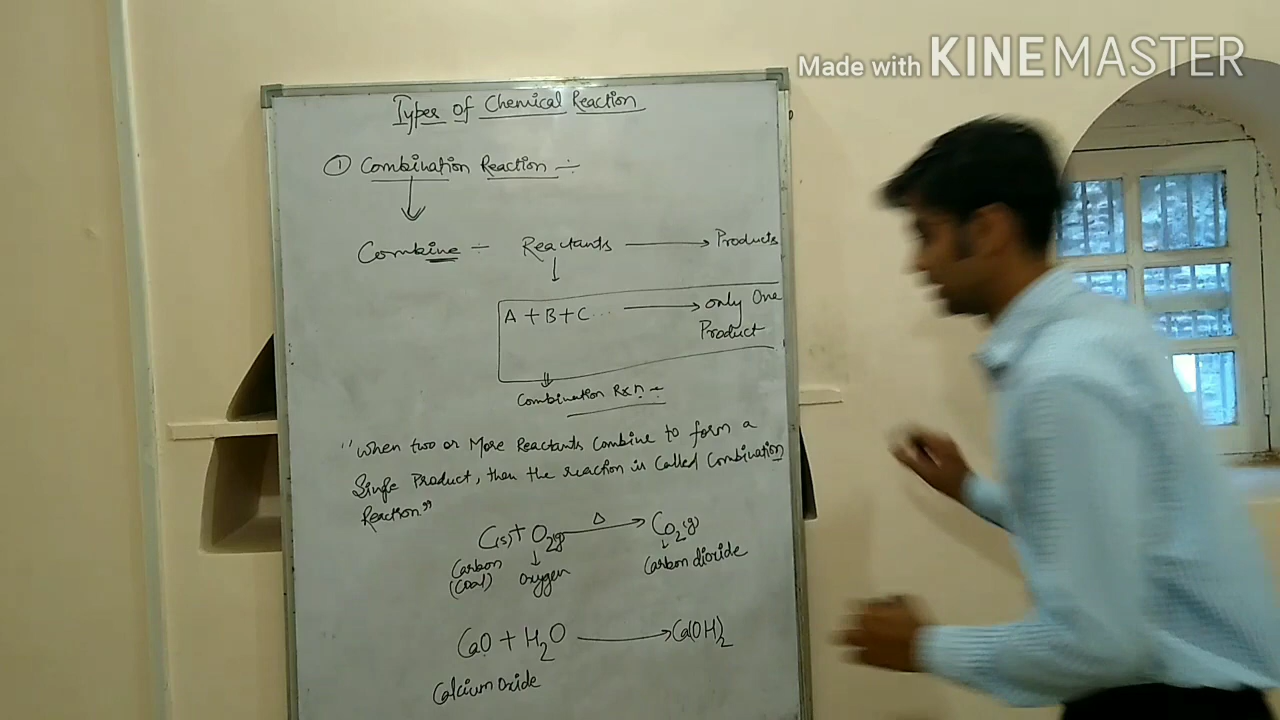 Made with KINEMASTER
Types of Chemical Reaction
① Combination Reaction ÷
Combine ÷ Reactants → Products
↓
A + B + C ... → only One
Product
Combination Rxn ÷
"When two or More Reactants Combine to form a
Single Product, then the reaction is Called Combination
Reaction"
C(s) + O2(g) Δ→ CO2(g)
Carbon Oxygen Carbon dioxide
(Coal)
CaO + H2O → Ca(OH)2
Calcium Oxide